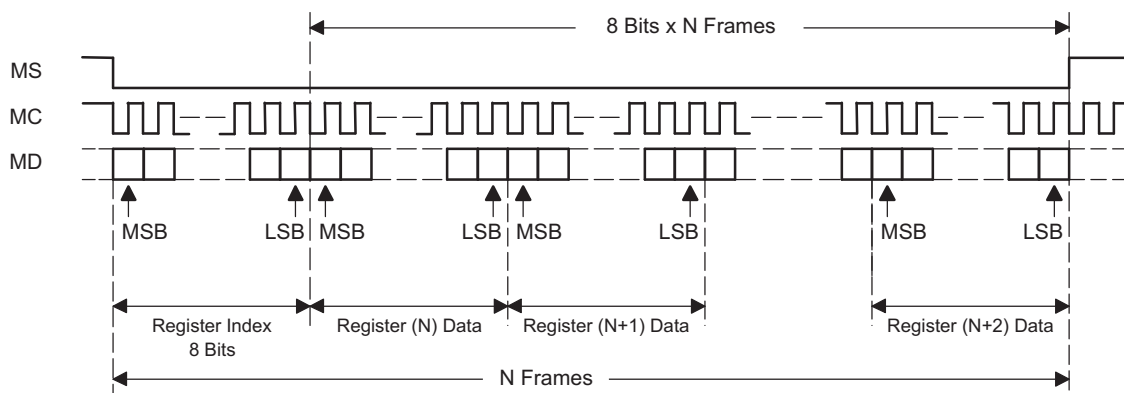 8 Bits x N Frames
MS
MC
MD
MSB LSB MSB LSB MSB LSB MSB LSB
Register Index
8 Bits
Register (N) Data
Register (N+1) Data
Register (N+2) Data
N Frames